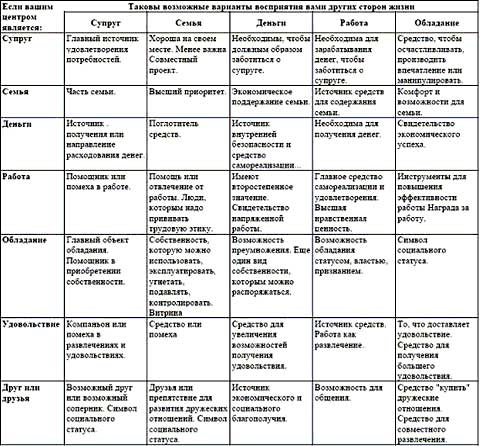 Если вашим центром является:
Таковы возможные варианты восприятия вами других сторон жизни
Супруг
Семья
Деньги
Работа
Обладание
Супруг
Главный источник
удовлетворения
потребностей.
Хороша на своем
месте. Менее важна
Совместный
проект.
Необходимы, чтобы
должным образом
заботиться о
супруге.
Необходима для
зарабатывания
денег, чтобы
заботиться о
супруге.
Средство, чтобы
осчастливливать,
производить
впечатление или
манипулировать.
Семья
Часть семьи.
Высший приоритет.
Экономическое
поддержание семьи.
Источник средств
для содержания
семьи.
Комфорт и
возможности для
семьи.
Деньги
Источник .
получения или
направление
расходования денег.
Поглотитель
средств.
Источник
внутренней
безопасности и
средство
самореализации...
Необходима для
получения денег.
Свидетельство
экономического
успеха.
Работа
Помощник или
помеха в работе.
Помощь или
отвлечение от
работы. Люди,
которым надо
прививать
трудовую этику.
Имеют
второстепенное
значение.
Свидетельство
напряженной
работы.
Главное средство
самореализации и
удовлетворения.
Высшая
нравственная
ценность.
Инструменты для
повышения
эффективности
работы Награда за
работу.
Обладание
Главный объект
обладания.
Помощник в
приобретении
собственности.
Собственность,
которую можно
использовать,
эксплуатировать,
угнетать,
подавлять,
контролировать.
Витрина
Возможность
преумножения. Еще
один вид
собственности,
которым можно
распоряжаться.
Возможность
обладания
статусом, властью,
признанием.
Символ
социального
статуса.
Удовольствие
Компаньон или
помеха в
развлечениях и
удовольствиях.
Средство или
помеха
Средство для
увеличения
возможностей
получения
удовольствия.
Источник средств.
Работа как
развлечение.
То, что доставляет
удовольствие.
Средство для
получения
большего
удовольствия.
Друг или
друзья
Возможный друг
или возможный
соперник. Символ
социального
статуса.
Друзья или
препятствие для
развития дружеских
отношений. Символ
социального
статуса.
Источник
экономического и
социального
благополучия.
Возможность для
общения.
Средство "купить"
дружеские
отношения.
Средство для
совместного
развлечения.